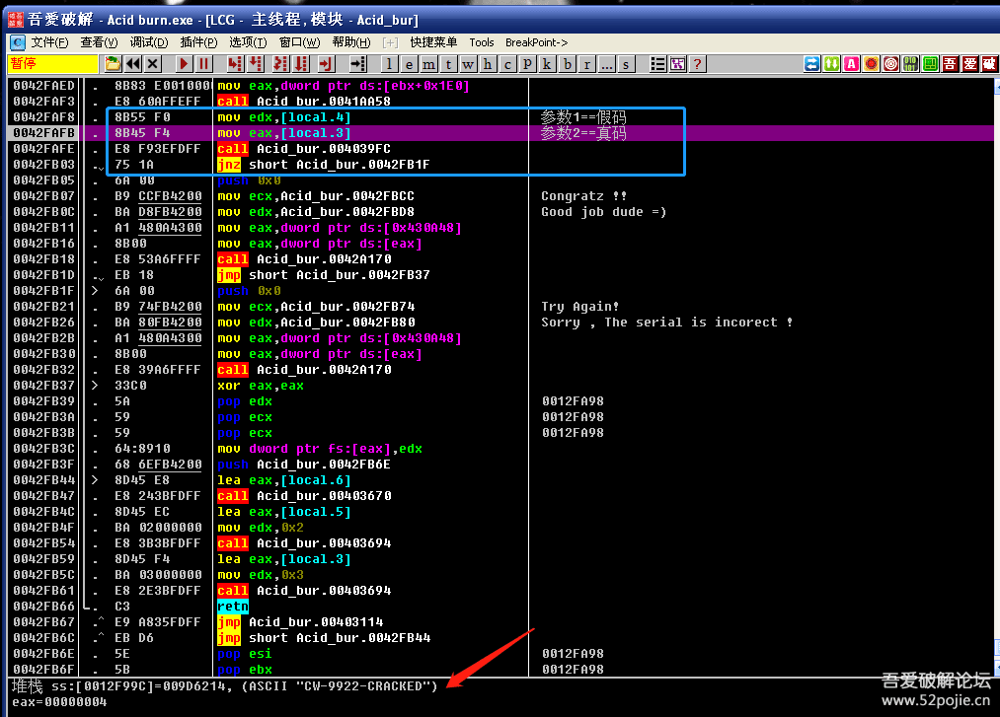 吾爱破解 - Acid burn.exe - [LCG - 主线程, 模块 - Acid_bur]
C 文件(F) 查看(V) 调试(D) 插件(P) 选项(T) 窗口(W) 帮助(H) [+] 快捷菜单 Tools BreakPoint->
暂停 l e m t w h c P k b r ... s ? A 吾 爱 破
0042FAED . 8B83 E0010000 mov eax,dword ptr ds:[ebx+0x1E0]
0042FAF3 . E8 60AFFEFF call Acid_bur.0041AA58
0042FAF8 . 8B55 F0 mov edx,[local.4] 参数1==假码
0042FAFB . 8B45 F4 mov eax,[local.3] 参数2==真码
0042FAFE . E8 F93EFDFF call Acid_bur.004039FC
0042FB03 .v 75 1A jnz short Acid_bur.0042FB1F
0042FB05 . 6A 00 push 0x0
0042FB07 . B9 CCFB4200 mov ecx,Acid_bur.0042FBCC Congratz !!
0042FB0C . BA D8FB4200 mov edx,Acid_bur.0042FBD8 Good job dude =)
0042FB11 . A1 480A4300 mov eax,dword ptr ds:[0x430A48]
0042FB16 . 8B00 mov eax,dword ptr ds:[eax]
0042FB18 . E8 53A6FFFF call Acid_bur.0042A170
0042FB1D .v EB 18 jmp short Acid_bur.0042FB37
0042FB1F > 6A 00 push 0x0
0042FB21 . B9 74FB4200 mov ecx,Acid_bur.0042FB74 Try Again!
0042FB26 . BA 80FB4200 mov edx,Acid_bur.0042FB80 Sorry , The serial is incorect !
0042FB2B . A1 480A4300 mov eax,dword ptr ds:[0x430A48]
0042FB30 . 8B00 mov eax,dword ptr ds:[eax]
0042FB32 . E8 39A6FFFF call Acid_bur.0042A170
0042FB37 > 33C0 xor eax,eax
0042FB39 . 5A pop edx 0012FA98
0042FB3A . 59 pop ecx 0012FA98
0042FB3B . 59 pop ecx 0012FA98
0042FB3C . 64:8910 mov dword ptr fs:[eax],edx
0042FB3F . 68 6EFB4200 push Acid_bur.0042FB6E
0042FB44 > 8D45 E8 lea eax,[local.6]
0042FB47 . E8 243BFDFF call Acid_bur.00403670
0042FB4C . 8D45 EC lea eax,[local.5]
0042FB4F . BA 02000000 mov edx,0x2
0042FB54 . E8 3B3BFDFF call Acid_bur.00403694
0042FB59 . 8D45 F4 lea eax,[local.3]
0042FB5C . BA 03000000 mov edx,0x3
0042FB61 . E8 2E3BFDFF call Acid_bur.00403694
0042FB66 . C3 retn
0042FB67 .^ E9 A835FDFF jmp Acid_bur.00403114
0042FB6C .^ EB D6 jmp short Acid_bur.0042FB44
0042FB6E . 5E pop esi 0012FA98
0042FB6F . 5B pop ebx 0012FA98
堆栈 ss:[0012F99C]=009D6214, (ASCII "CW-9922-CRACKED")
eax=00000004
吾爱破解论坛
www.52pojie.cn